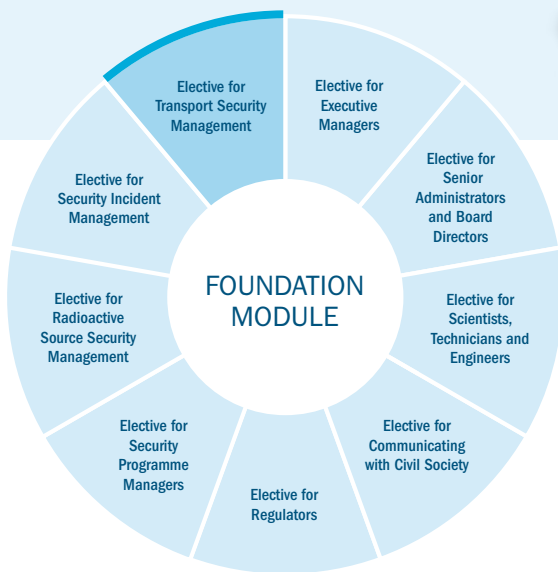 Elective for
Transport Security
Management
Elective for
Executive
Managers
Elective for
Senior
Administrators
and Board
Directors
Elective for
Scientists,
Technicians and
Engineers
Elective for
Communicating
with Civil Society
Elective for
Regulators
Elective for
Security
Programme
Managers
Elective for
Radioactive
Source Security
Management
Elective for
Security Incident
Management
FOUNDATION
MODULE